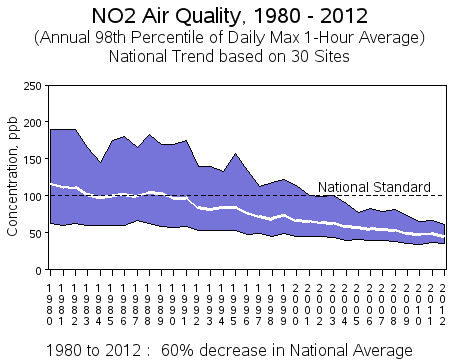 NO2 Air Quality, 1980 - 2012
(Annual 98th Percentile of Daily Max 1-Hour Average)
National Trend based on 30 Sites
Concentration, ppb
250
200
150
100
50
0
National Standard
1980 1981 1982 1983 1984 1985 1986 1987 1988 1989 1990 1991 1992 1993 1994 1995 1996 1997 1998 1999 2000 2001 2002 2003 2004 2005 2006 2007 2008 2009 2010 2011 2012
1980 to 2012 : 60% decrease in National Average